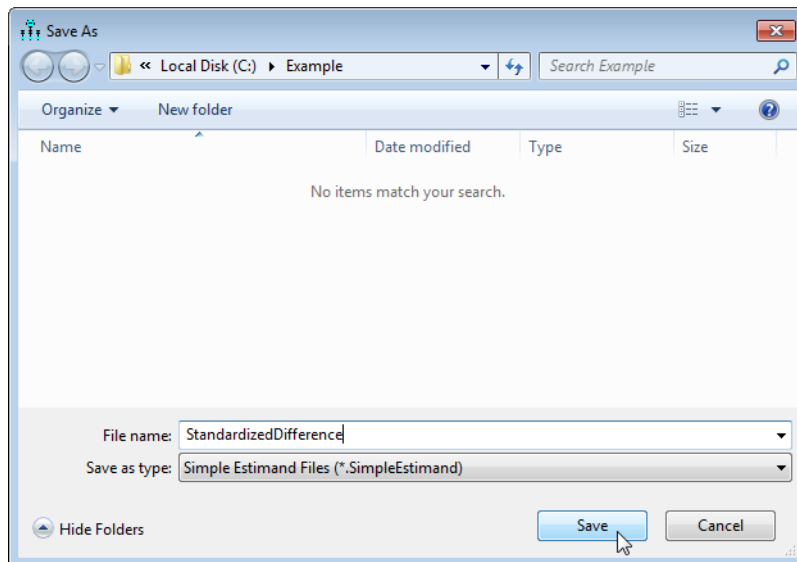 Save As
« Local Disk (C:) Example Search Example
Organize New folder
Name Date modified Type Size
No items match your search.
File name: StandardizedDifference
Save as type: Simple Estimand Files (*.SimpleEstimand)
Hide Folders Save Cancel